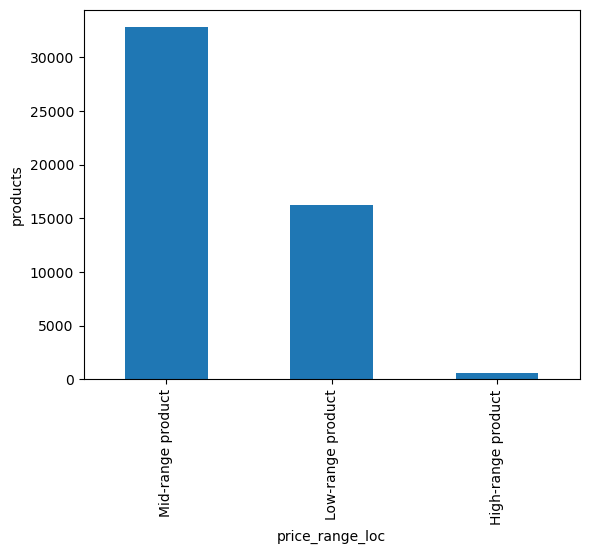 30000
25000
20000
15000
10000
5000
0
products
Mid-range product
Low-range product
High-range product
price_range_loc